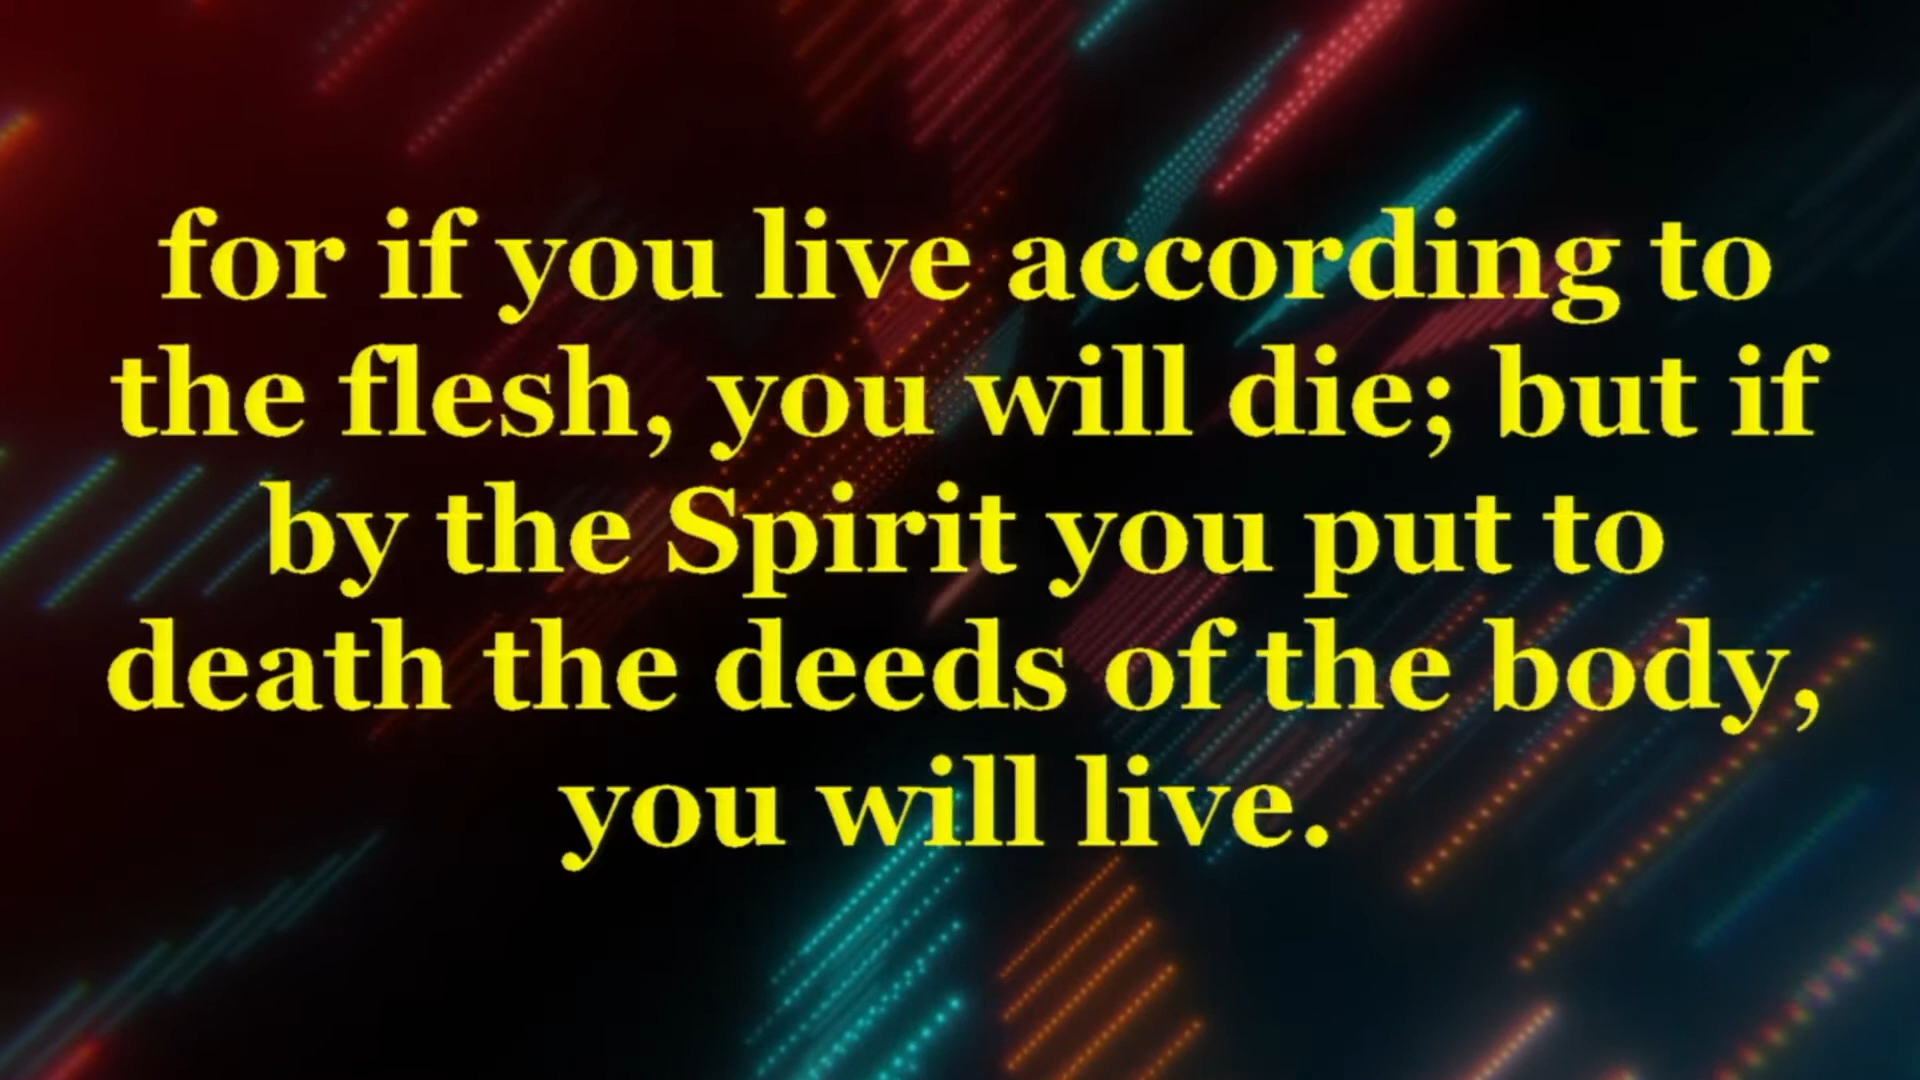 for if you live according to
the flesh, you will die; but if
by the Spirit you put to
death the deeds of the body,
you will live.